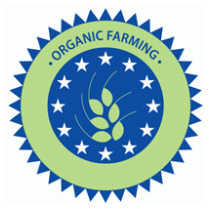 · ORGANIC FARMING ·